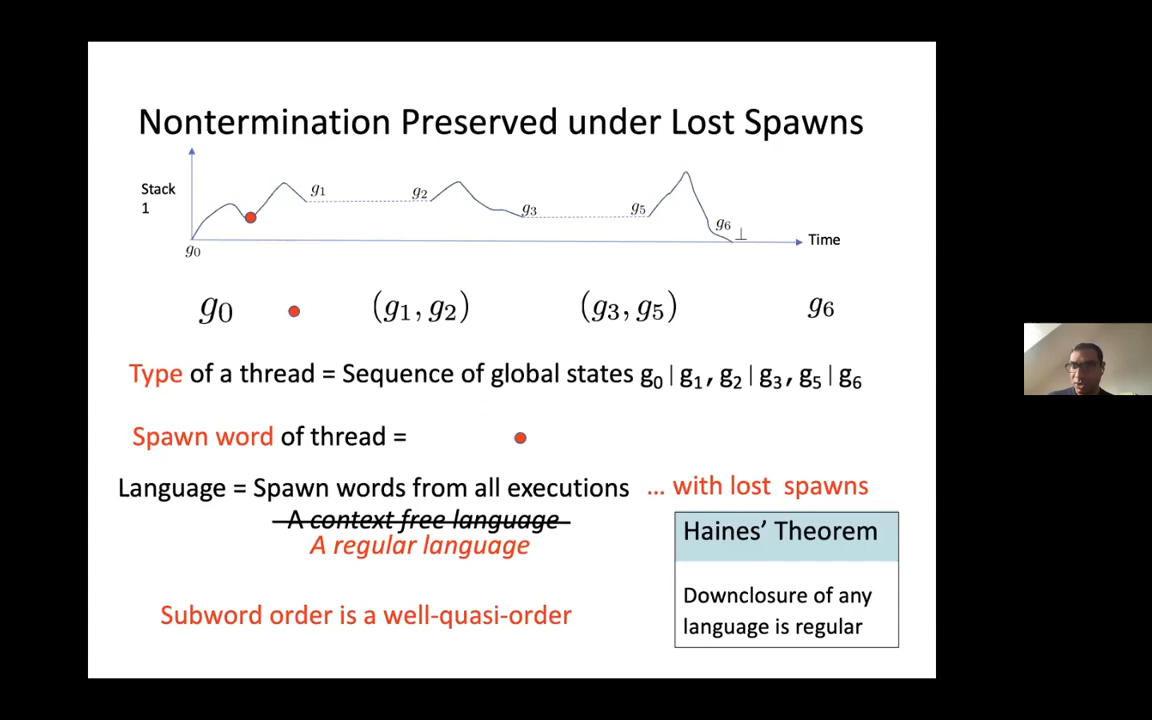 Nontermination Preserved under Lost Spawns
Stack
1
g1
g2
g3
g5
g6
⊥
Time
g0
g0
(g1, g2)
(g3, g5)
g6
Type of a thread = Sequence of global states g0|g1, g2|g3, g5|g6
Spawn word of thread =
Language = Spawn words from all executions ... with lost spawns
A context free language
A regular language
Haines' Theorem
Downclosure of any
language is regular
Subword order is a well-quasi-order